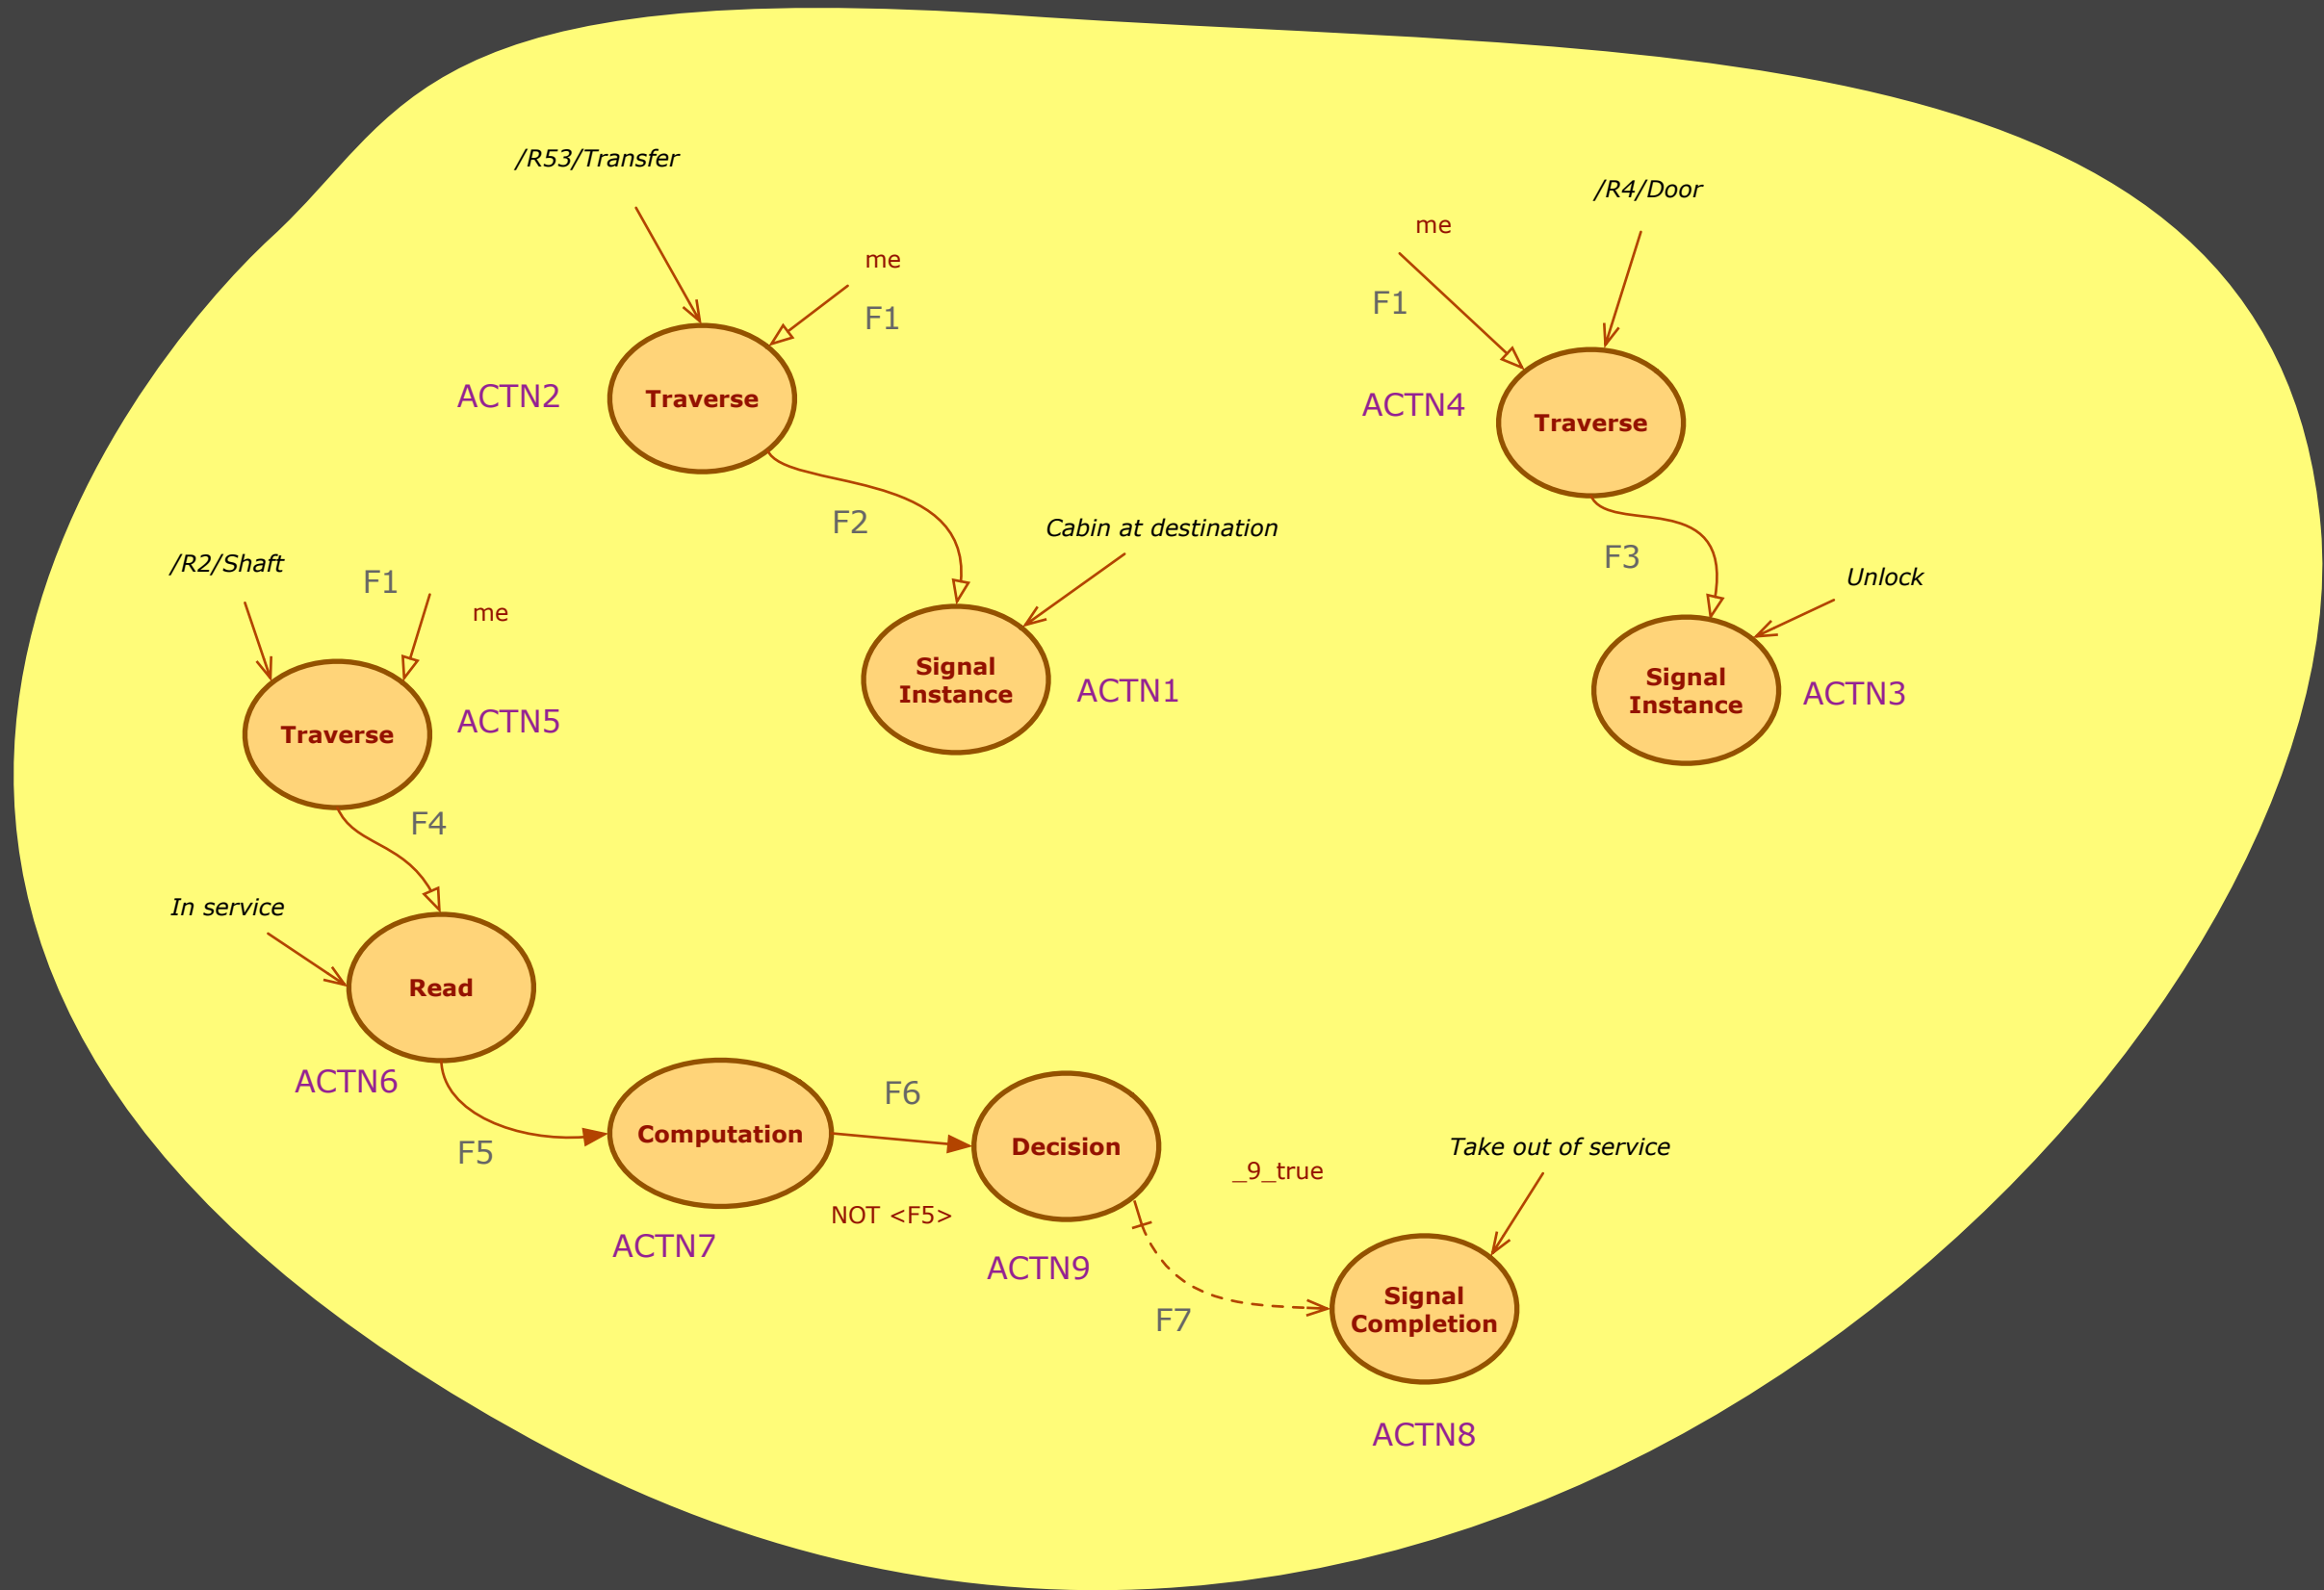 /R53/Transfer
/R4/Door
me
me
F1
F1
ACTN2
Traverse
ACTN4
Traverse
F2
Cabin at destination
F3
/R2/Shaft
F1
me
Unlock
Signal
Instance
ACTN1
Signal
Instance
ACTN3
Traverse
ACTN5
F4
In service
Read
ACTN6
F5
Computation
ACTN7
F6
NOT <F5>
Decision
ACTN9
_9_true
F7
Take out of service
Signal
Completion
ACTN8